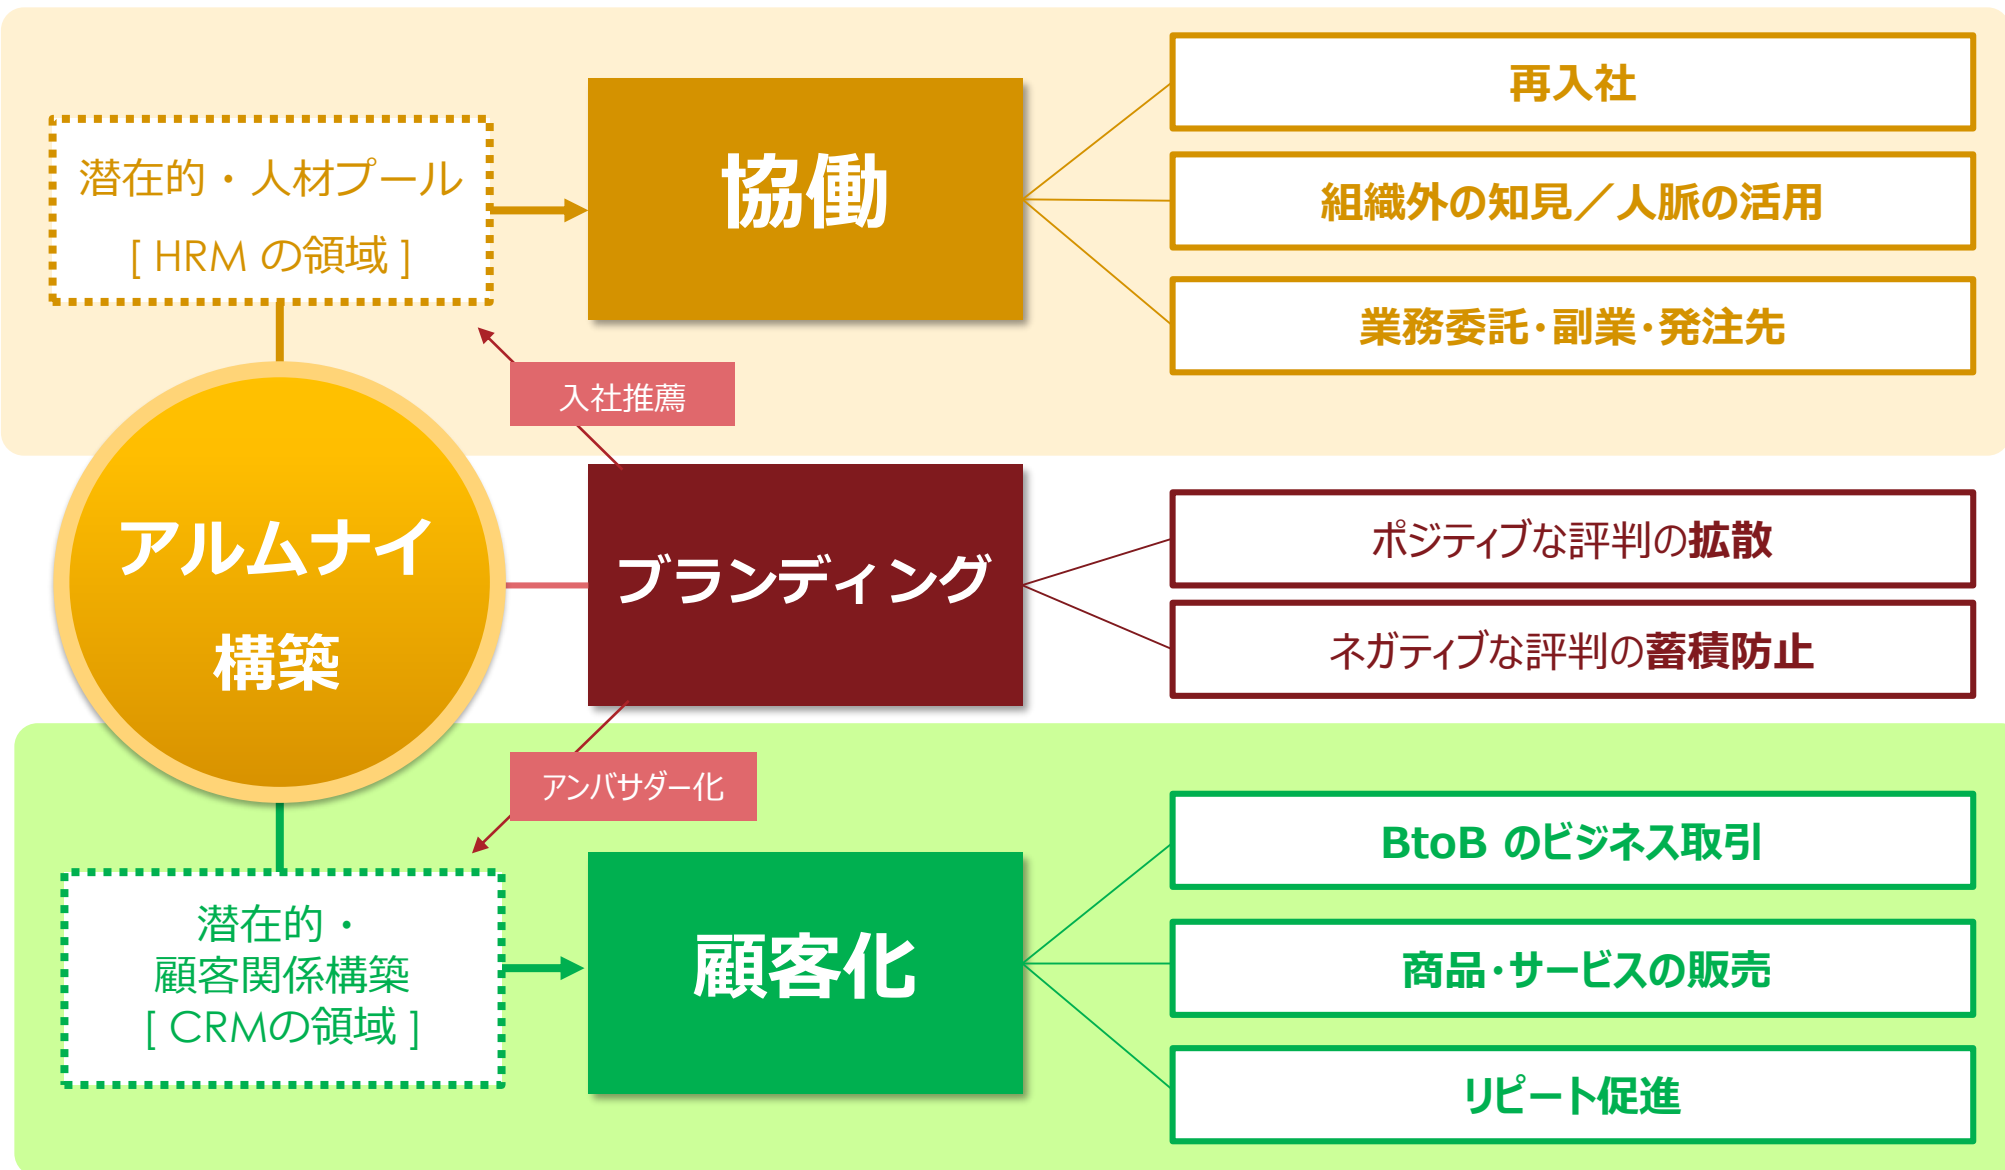 潜在的・人材プール
[ HRM の領域 ]
協働
再入社
組織外の知見／人脈の活用
業務委託・副業・発注先
入社推薦
アルムナイ
構築
ブランディング
ポジティブな評判の拡散
ネガティブな評判の蓄積防止
アンバサダー化
潜在的・
顧客関係構築
[ CRMの領域 ]
顧客化
BtoB のビジネス取引
商品・サービスの販売
リピート促進